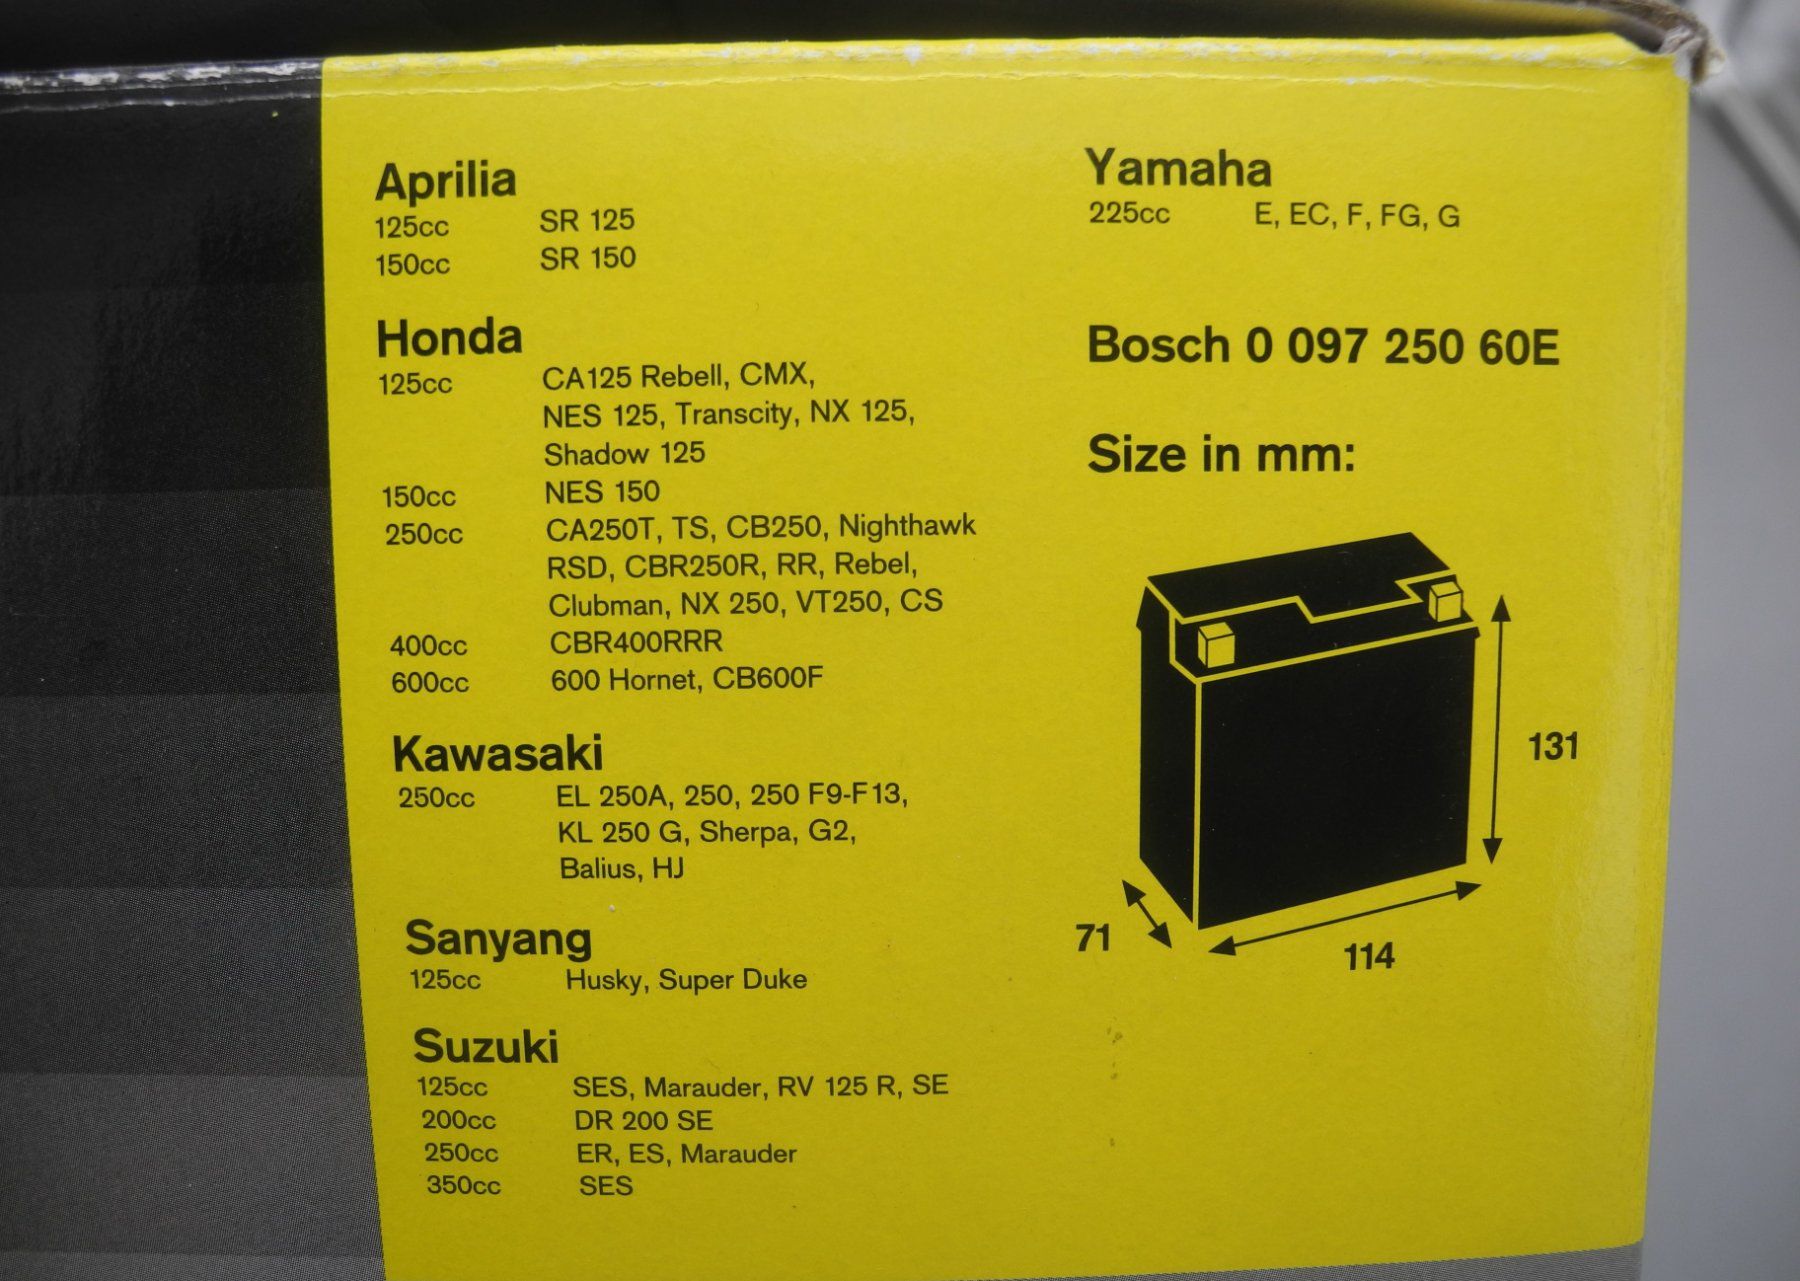 Aprilia
125cc SR 125
150cc SR 150
Honda
125cc CA125 Rebell, CMX,
NES 125, Transcity, NX 125,
Shadow 125
150cc NES 150
250cc CA250T, TS, CB250, Nighthawk
RSD, CBR250R, RR, Rebel,
Clubman, NX 250, VT250, CS
400cc CBR400RRR
600cc 600 Hornet, CB600F
Kawasaki
250cc EL 250A, 250, 250 F9-F13,
KL 250 G, Sherpa, G2,
Balius, HJ
Sanyang
125cc Husky, Super Duke
Suzuki
125cc SES, Marauder, RV 125 R, SE
200cc DR 200 SE
250cc ER, ES, Marauder
350cc SES
Yamaha
225cc E, EC, F, FG, G
Bosch 0 097 250 60E
Size in mm:
131
71
114